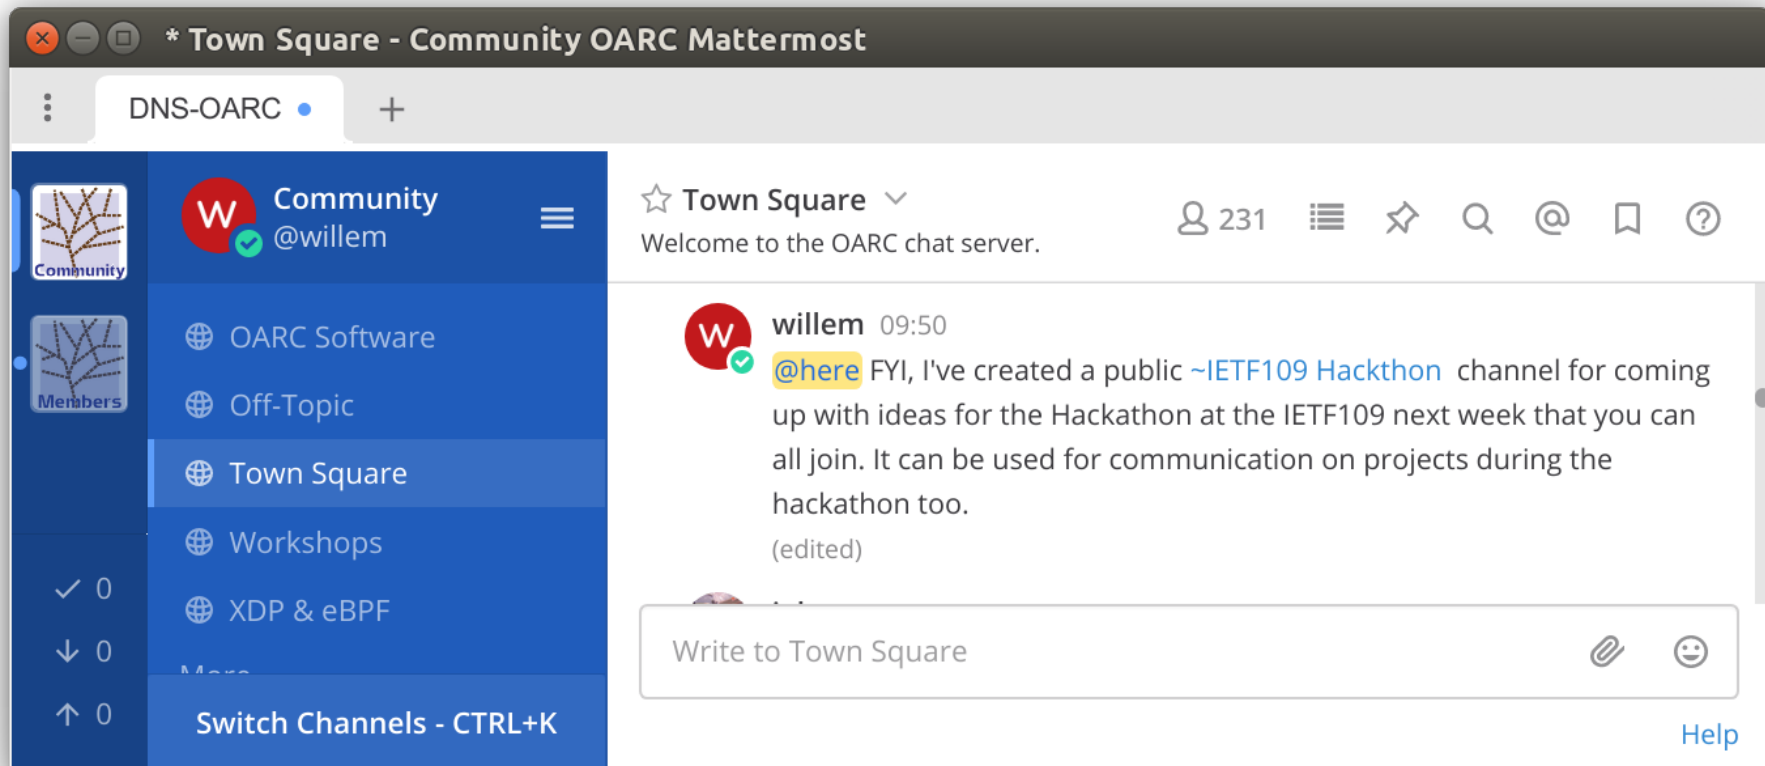 * Town Square - Community OARC Mattermost
DNS-OARC
Community
Members
0
0
0
W
Community
@willem
OARC Software
Off-Topic
Town Square
Workshops
XDP & eBPF
More
Switch Channels - CTRL+K
Town Square
Welcome to the OARC chat server.
231
W
willem 09:50
@here FYI, I've created a public ~IETF109 Hackthon channel for coming
up with ideas for the Hackathon at the IETF109 next week that you can
all join. It can be used for communication on projects during the
hackathon too.
(edited)
Write to Town Square
Help